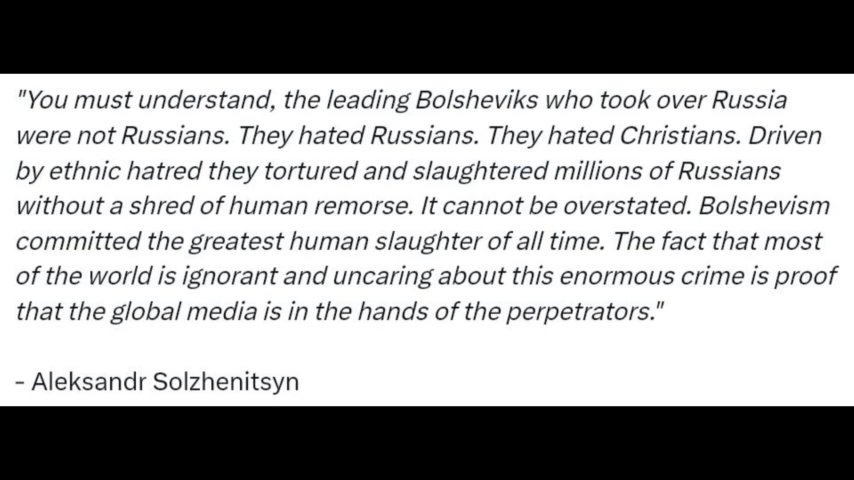 "You must understand, the leading Bolsheviks who took over Russia
were not Russians. They hated Russians. They hated Christians. Driven
by ethnic hatred they tortured and slaughtered millions of Russians
without a shred of human remorse. It cannot be overstated. Bolshevism
committed the greatest human slaughter of all time. The fact that most
of the world is ignorant and uncaring about this enormous crime is proof
that the global media is in the hands of the perpetrators."
- Aleksandr Solzhenitsyn